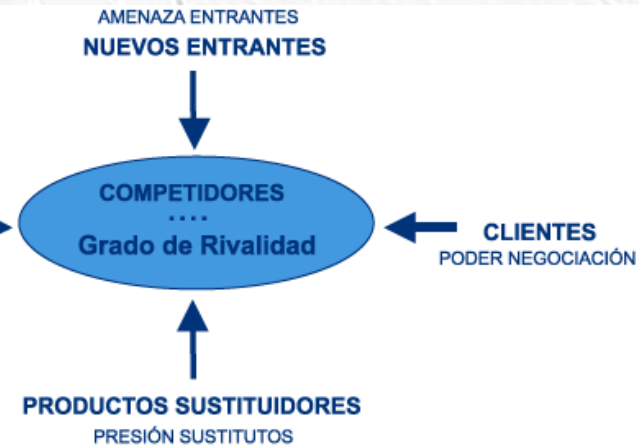 AMENAZA ENTRANTES
NUEVOS ENTRANTES
COMPETIDORES
....
Grado de Rivalidad
CLIENTES
PODER NEGOCIACIÓN
PRODUCTOS SUSTITUIDORES
PRESIÓN SUSTITUTOS